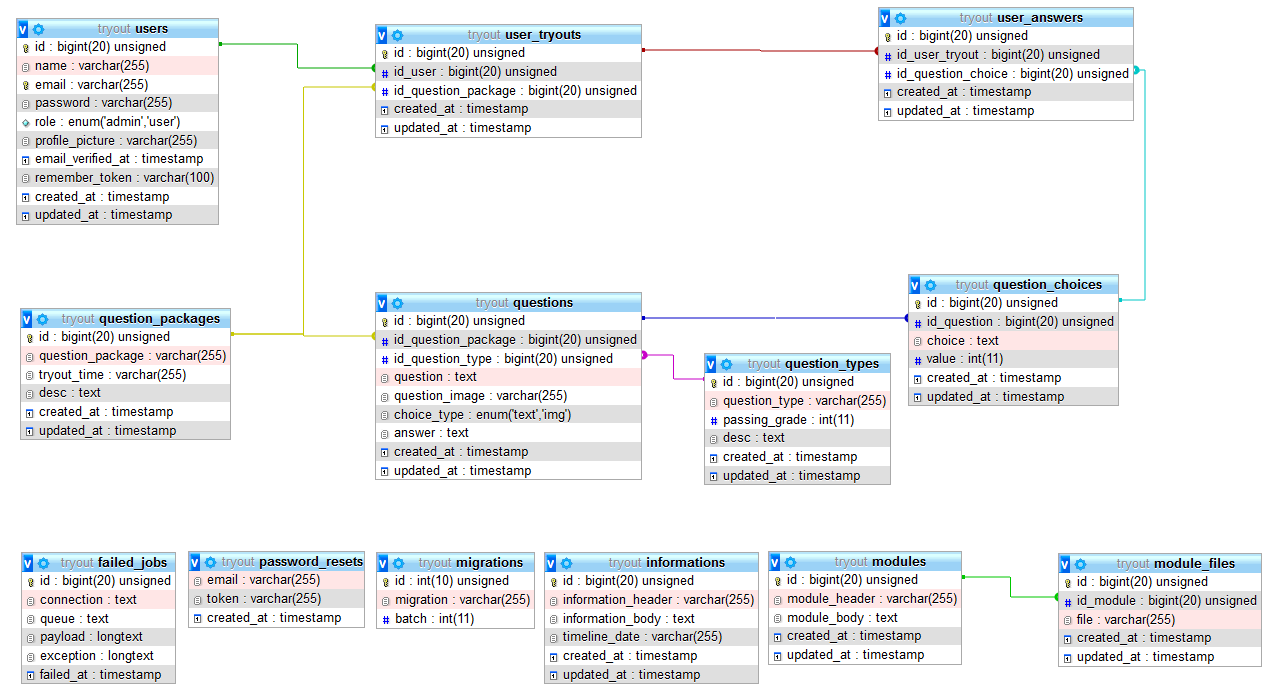 tryout users
id : bigint(20) unsigned
name : varchar(255)
email : varchar(255)
password : varchar(255)
role : enum('admin','user')
profile_picture : varchar(255)
email_verified_at : timestamp
remember_token : varchar(100)
created_at : timestamp
updated_at : timestamp
tryout user_tryouts
id : bigint(20) unsigned
id_user : bigint(20) unsigned
id_question_package : bigint(20) unsigned
created_at : timestamp
updated_at : timestamp
tryout user_answers
id : bigint(20) unsigned
id_user_tryout : bigint(20) unsigned
id_question_choice : bigint(20) unsigned
created_at : timestamp
updated_at : timestamp
tryout question_packages
id : bigint(20) unsigned
question_package : varchar(255)
tryout_time : varchar(255)
desc : text
created_at : timestamp
updated_at : timestamp
tryout questions
id : bigint(20) unsigned
id_question_package : bigint(20) unsigned
id_question_type : bigint(20) unsigned
question : text
question_image : varchar(255)
choice_type : enum('text','img')
answer : text
created_at : timestamp
updated_at : timestamp
tryout question_types
id : bigint(20) unsigned
question_type : varchar(255)
passing_grade : int(11)
desc : text
created_at : timestamp
updated_at : timestamp
tryout question_choices
id : bigint(20) unsigned
id_question : bigint(20) unsigned
choice : text
value : int(11)
created_at : timestamp
updated_at : timestamp
tryout failed_jobs
id : bigint(20) unsigned
connection : text
queue : text
payload : longtext
exception : longtext
failed_at : timestamp
tryout password_resets
email : varchar(255)
token : varchar(255)
created_at : timestamp
tryout migrations
id : int(10) unsigned
migration : varchar(255)
batch : int(11)
tryout informations
id : bigint(20) unsigned
information_header : varchar(255)
information_body : text
timeline_date : varchar(255)
created_at : timestamp
updated_at : timestamp
tryout modules
id : bigint(20) unsigned
module_header : varchar(255)
module_body : text
created_at : timestamp
updated_at : timestamp
tryout module_files
id : bigint(20) unsigned
id_module : bigint(20) unsigned
file : varchar(255)
created_at : timestamp
updated_at : timestamp